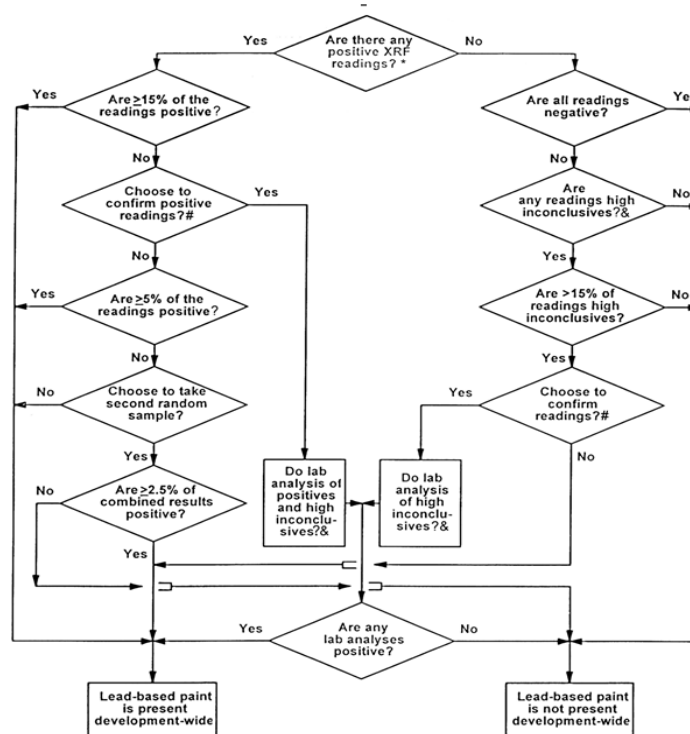 Are there any
positive XRF
readings? *
Yes
No
Are ≥15% of the
readings positive?
Yes
No
Are all readings
negative?
Yes
No
Choose to
confirm positive
readings?#
Yes
No
Are
any readings high
inconclusives?&
No
Yes
Are ≥5% of the
readings positive?
Yes
No
Are >15% of
readings high
inconclusives?
No
Yes
Choose to take
second random
sample?
No
Yes
Choose to
confirm
readings?#
Yes
No
Are ≥2.5% of
combined results
positive?
No
Yes
Do lab
analysis of
positives
and high
inconclu-
sives?&
Do lab
analysis
of high
inconclu-
sives?&
Are any
lab analyses
positive?
Yes
No
Lead-based paint
is present
development-wide
Lead-based paint
is not present
development-wide